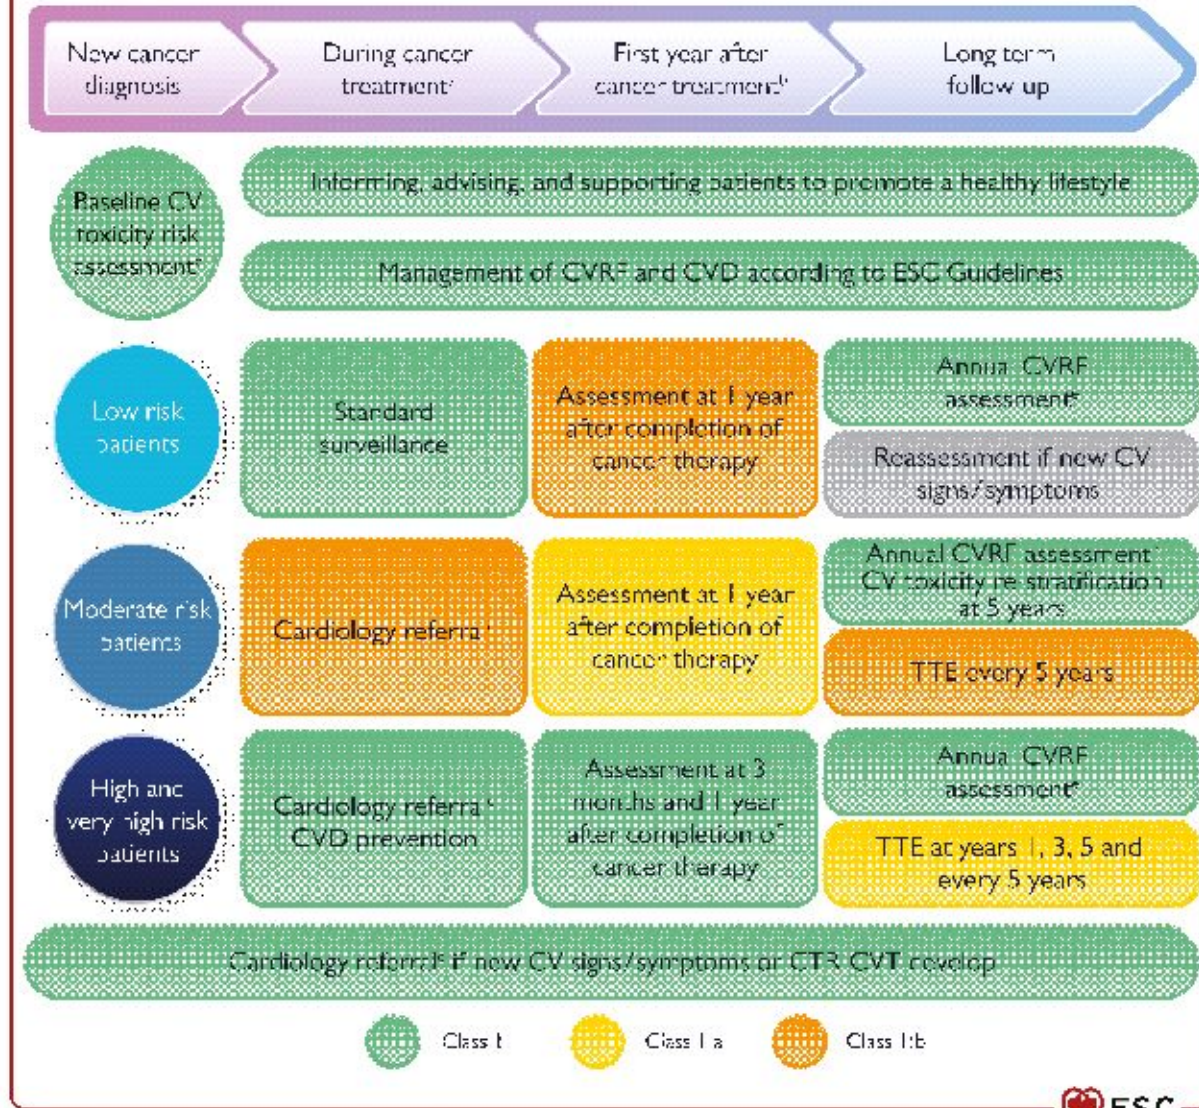 New cancer
diagnosis
During cancer
treatmentᵃ
First year after
cancer treatmentᵇ
Long term
follow up
Baseline CV
toxicity risk
assessment
Informing, advising, and supporting patients to promote a healthy lifestyle
Management of CVRF and CVD according to ESC Guidelines
Low risk
patients
Standard
surveillance
Assessment at 1 year
after completion of
cancer therapy
Annual CVRF
assessment
Reassessment if new CV
signs/symptoms
Moderate risk
patients
Cardiology referral
Assessment at 1 year
after completion of
cancer therapy
Annual CVRF assessment
CV toxicity re-stratification
at 5 years
TTE every 5 years
High and
very high risk
patients
Cardiology referral
CVD prevention
Assessment at 3
months and 1 year
after completion of
cancer therapy
Annual CVRF
assessment
TTE at years 1, 3, 5 and
every 5 years
Cardiology referral if new CV signs/symptoms or CTR CVT develop
Class I
Class IIa
Class IIb
ESC